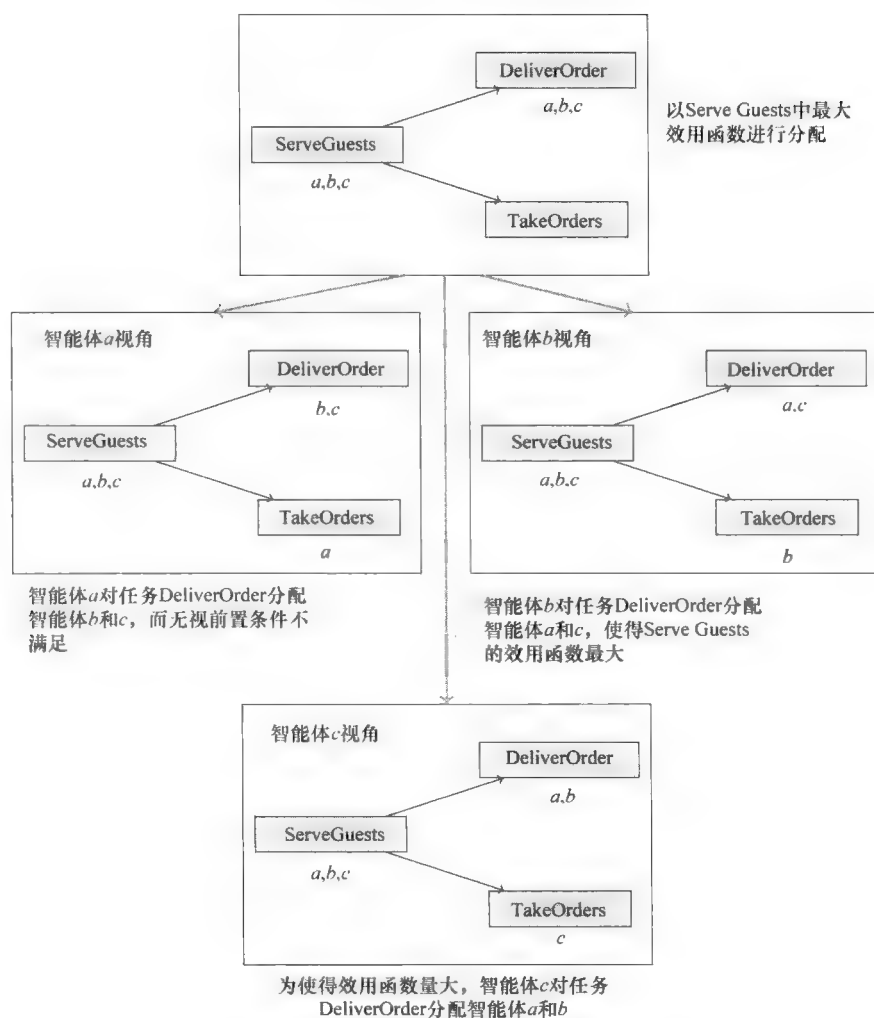 DeliverOrder
a,b,c
以Serve Guests中最大
效用函数进行分配
ServeGuests
a,b,c
TakeOrders
智能体a视角
DeliverOrder
b,c
ServeGuests
a,b,c
TakeOrders
a
智能体a对任务DeliverOrder分配
智能体b和c，而无视前置条件不
满足
智能体b视角
DeliverOrder
a,c
ServeGuests
a,b,c
TakeOrders
b
智能体b对任务DeliverOrder分配
智能体a和c，使得Serve Guests
的效用函数最大
智能体c视角
DeliverOrder
a,b
ServeGuests
a,b,c
TakeOrders
c
为使得效用函数量大，智能体c对任务
DeliverOrder分配智能体a和b